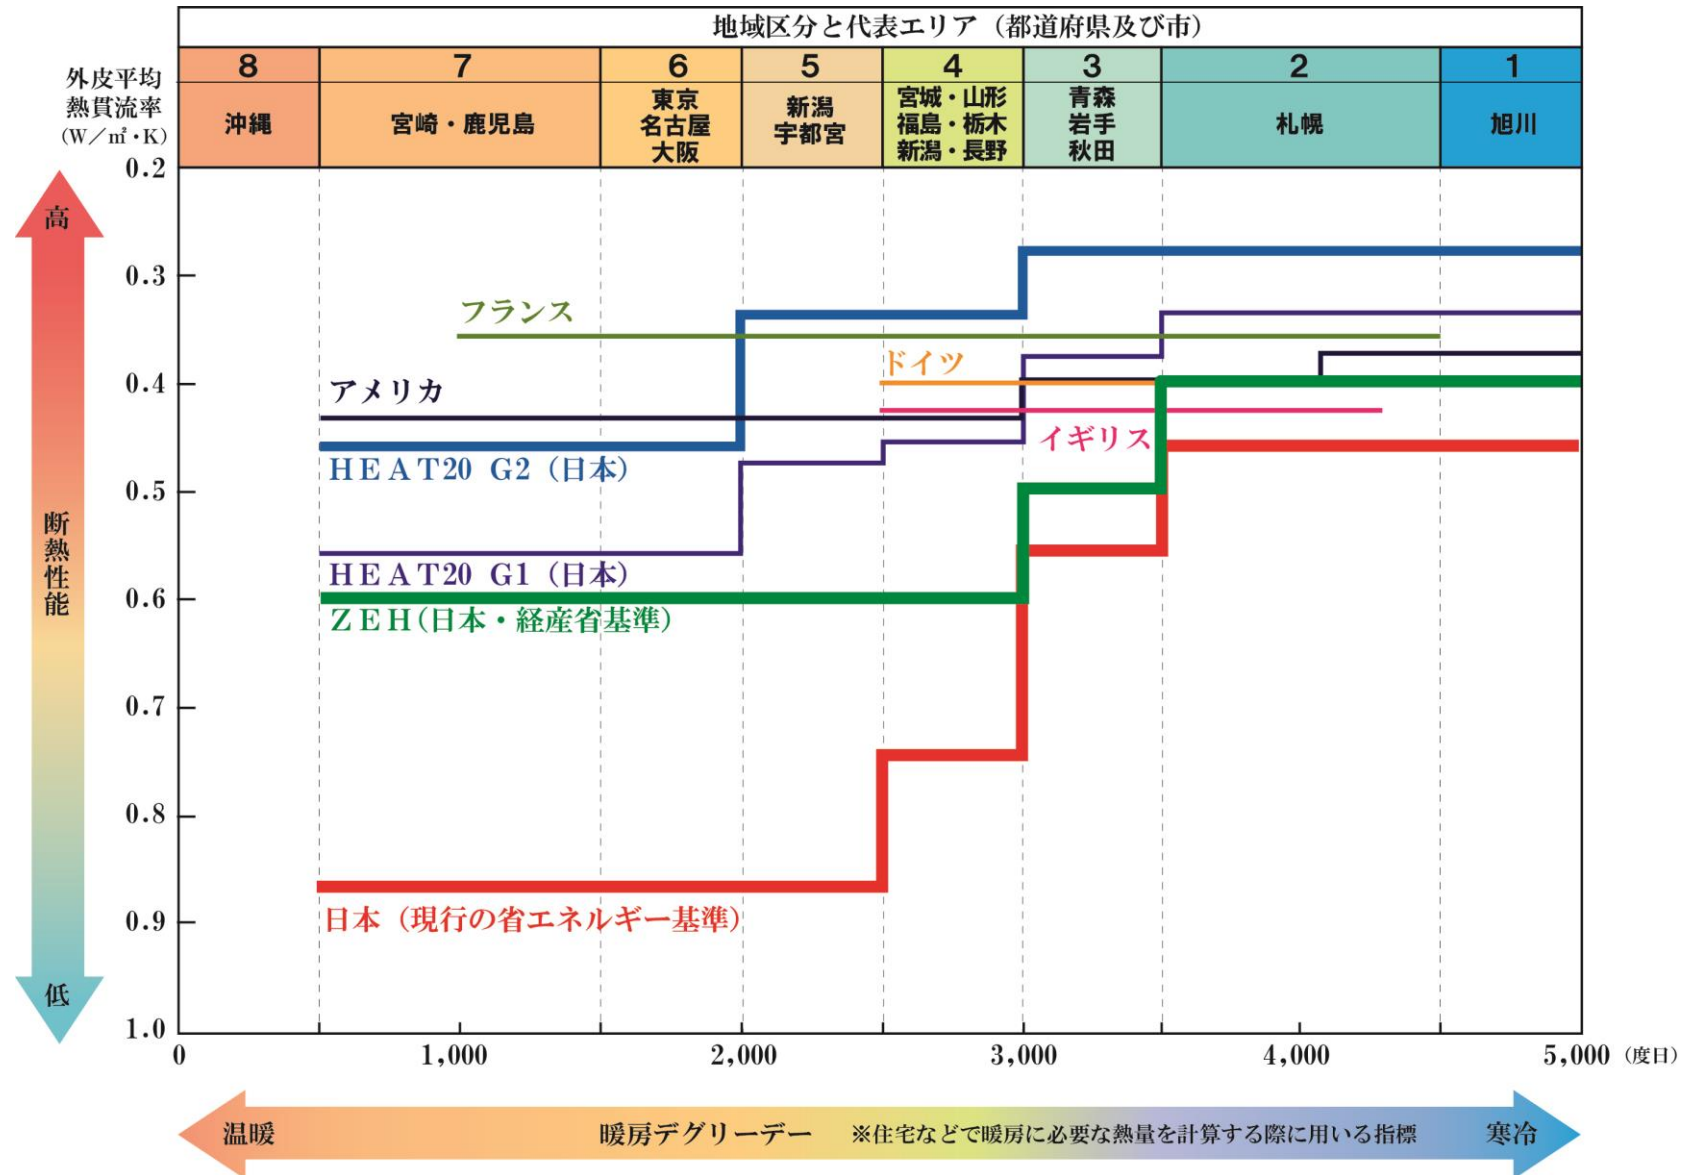 地域区分と代表エリア（都道府県及び市）
8
7
6
5
4
3
2
1
沖縄
宮崎・鹿児島
東京
名古屋
大阪
新潟
宇都宮
宮城・山形
福島・栃木
新潟・長野
青森
岩手
秋田
札幌
旭川
外皮平均
熱貫流率
（W／㎡・K）
0.2
0.3
0.4
0.5
0.6
0.7
0.8
0.9
1.0
高
断熱性能
低
フランス
ドイツ
アメリカ
イギリス
HEAT20 G2（日本）
HEAT20 G1（日本）
ZEH（日本・経産省基準）
日本（現行の省エネルギー基準）
0
1,000
2,000
3,000
4,000
5,000（度日）
温暖
暖房デグリーデー ※住宅などで暖房に必要な熱量を計算する際に用いる指標
寒冷